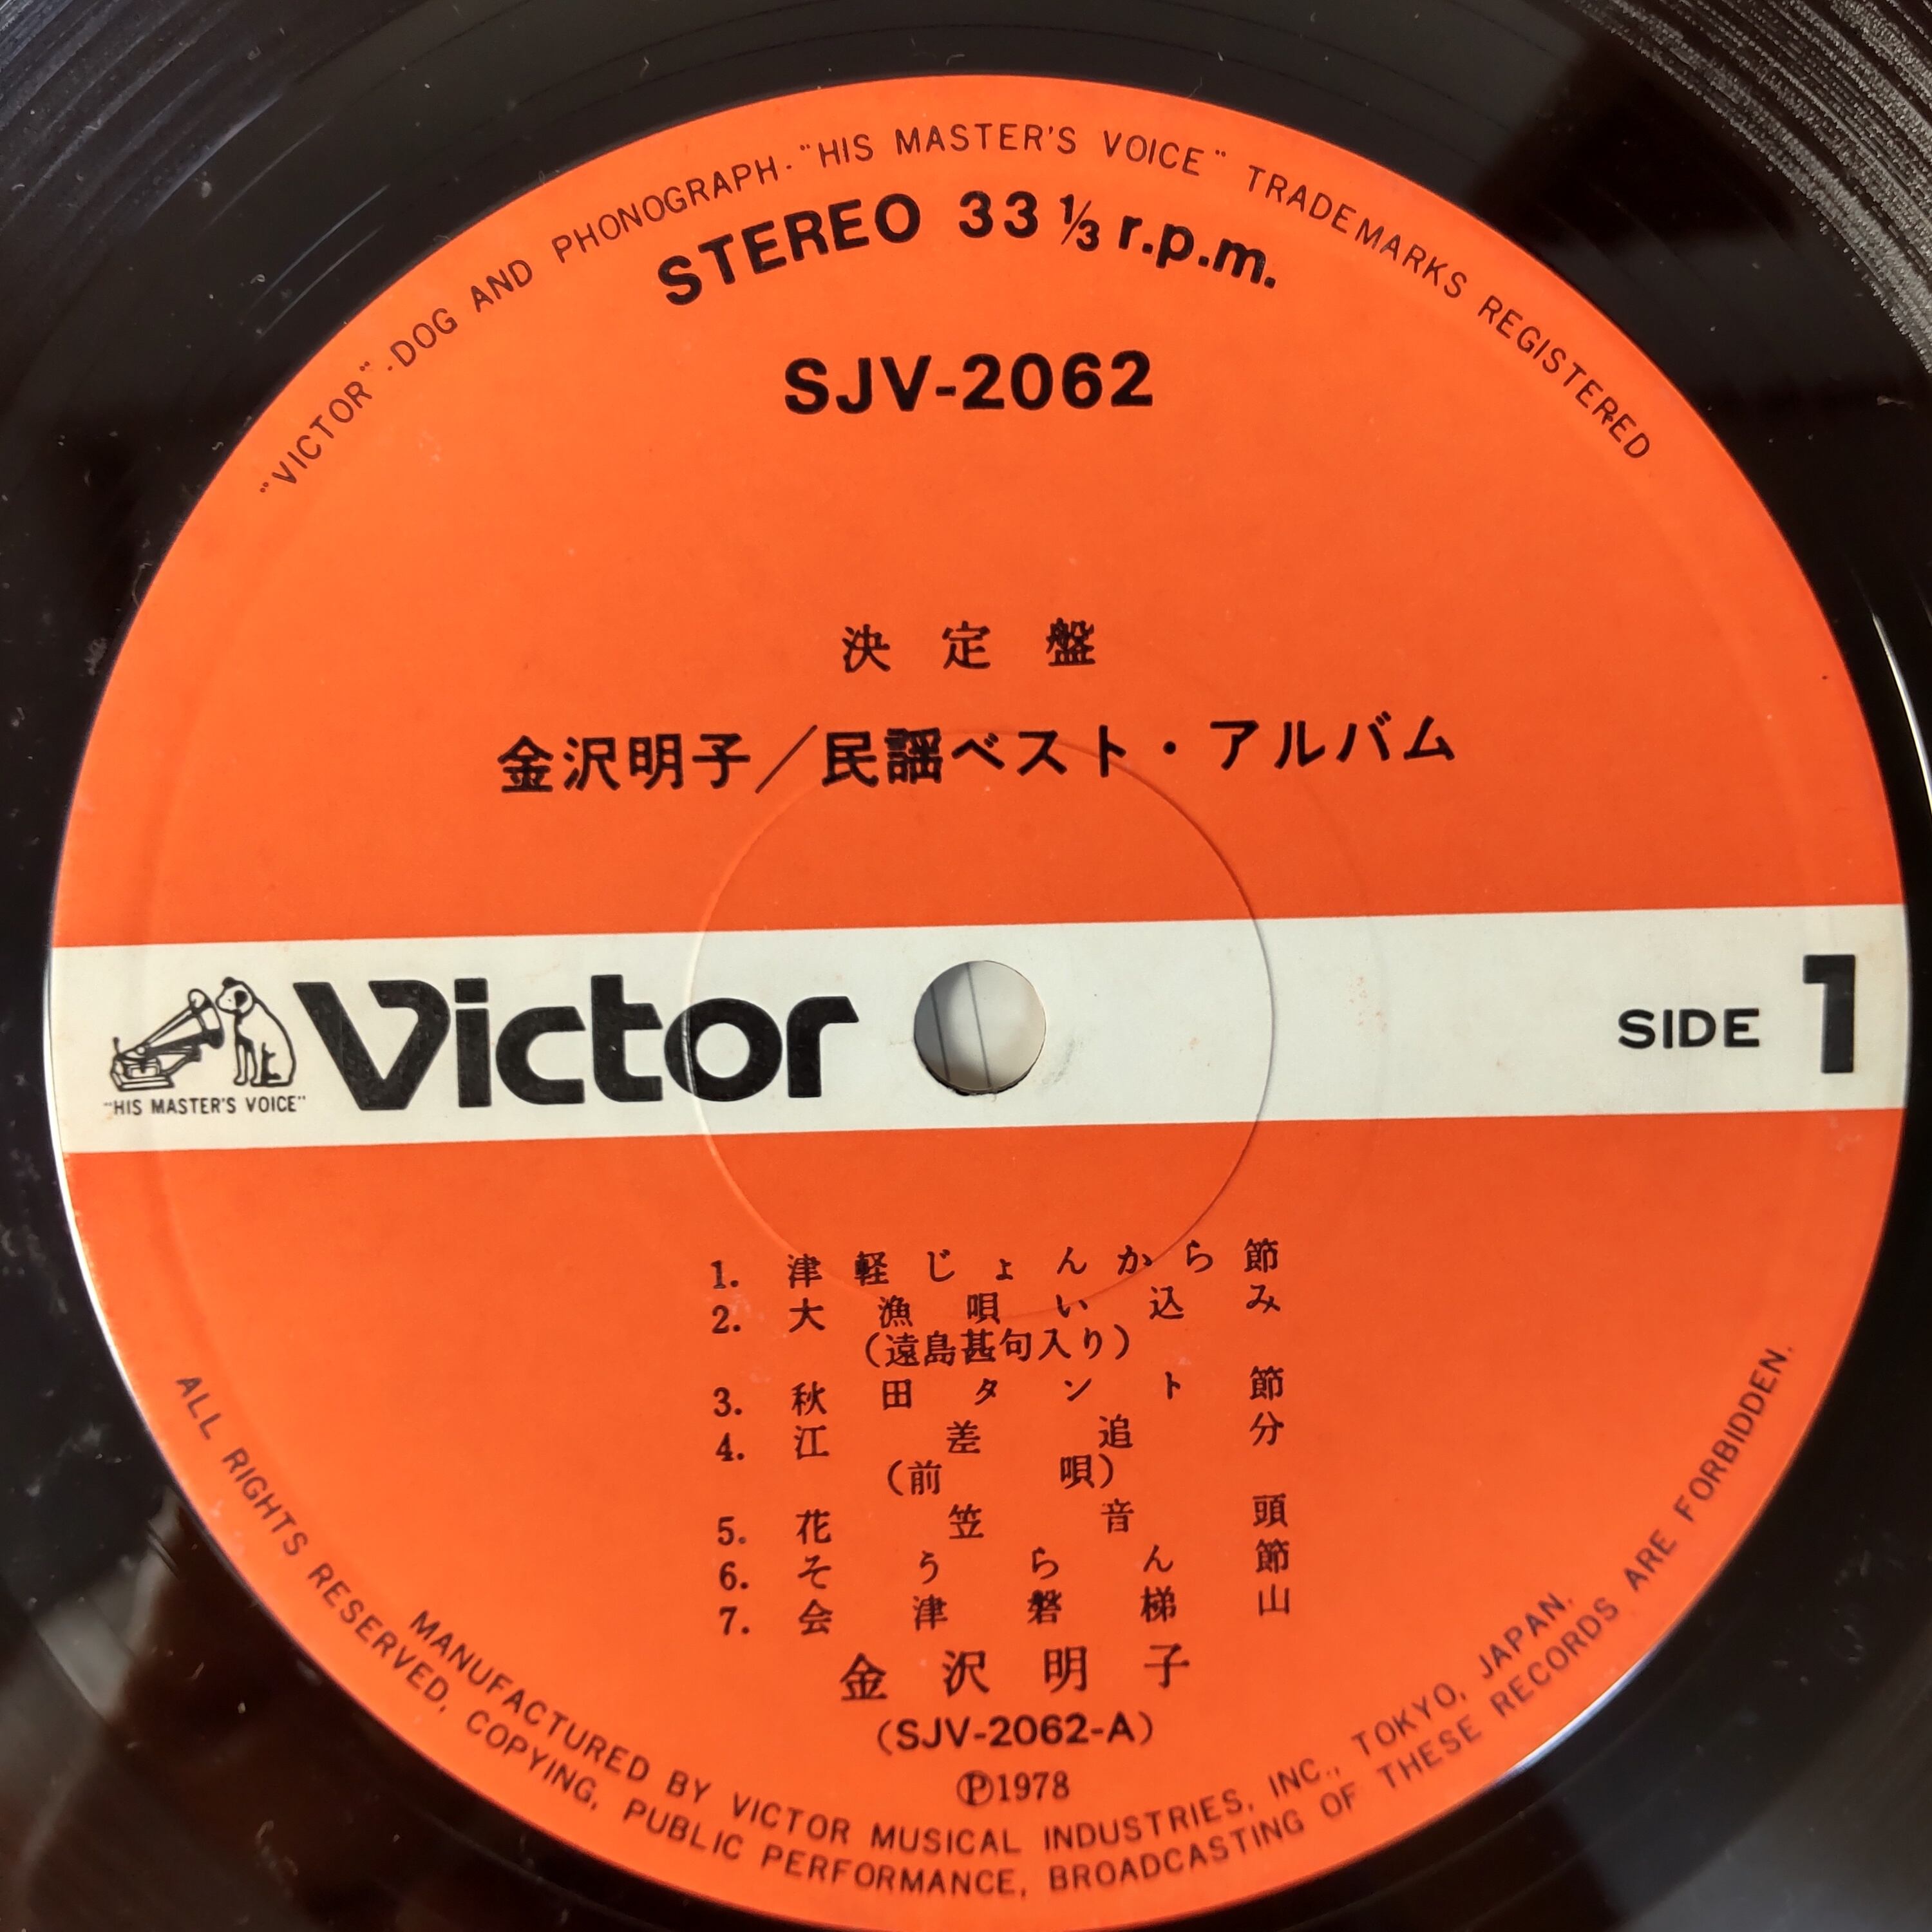 "VICTOR"-DOG AND PHONOGRAPH-"HIS MASTER'S VOICE" TRADEMARKS REGISTERED
STEREO 33 ⅓ r.p.m.
SJV-2062
決定盤
金沢明子／民謡ベスト・アルバム
"HIS MASTER'S VOICE"
Victor
SIDE 1
1. 津軽じょんから節
2. 大漁唄い込み
(遠島甚句入り)
3. 秋田タント節
4. 江差追分
(前唄)
5. 花笠音頭
6. そうらん節
7. 会津磐梯山
金沢明子
(SJV-2062-A)
Ⓟ1978
MANUFACTURED BY VICTOR MUSICAL INDUSTRIES, INC., TOKYO, JAPAN.
ALL RIGHTS RESERVED, COPYING, PUBLIC PERFORMANCE, BROADCASTING OF THESE RECORDS ARE FORBIDDEN.